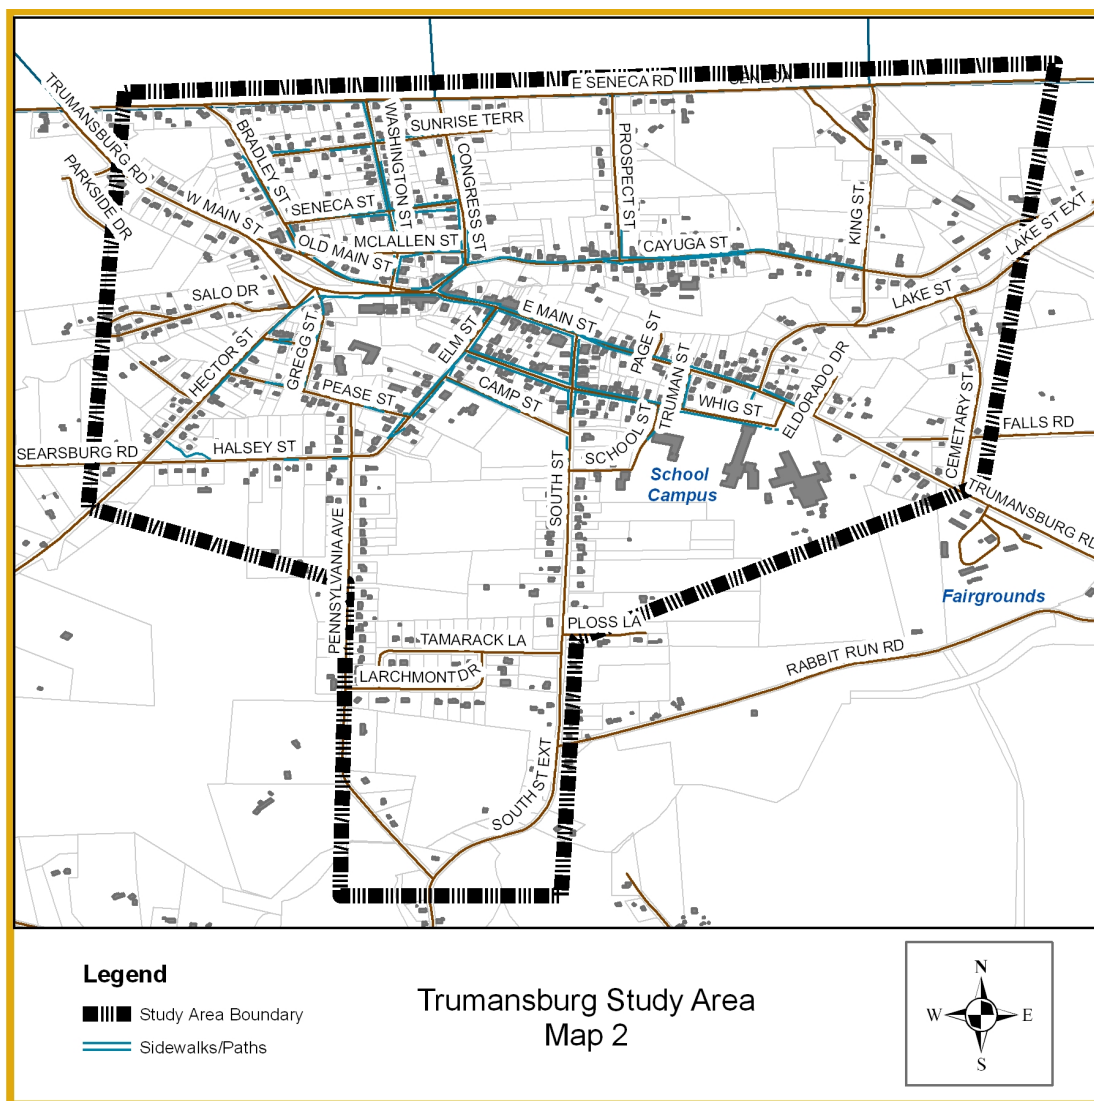 E SENECA RD
SENECA
TRUMANSBURG RD
BRADLEY ST
WASHINGTON ST
SUNRISE TERR
CONGRESS ST
PROSPECT ST
PARKSIDE DR
W MAIN ST
SENECA ST
KING ST.
LAKE ST EXT
OLD MAIN ST
MCLALLEN ST
CAYUGA ST
SALO DR
LAKE ST
E MAIN ST
HECTOR ST
GREGG ST
ELM ST
PAGE ST
TRUMAN ST
ELDORADO DR
PEASE ST
CAMP ST
WHIG ST
CEMETARY ST
SEARSBURG RD
HALSEY ST
SCHOOL ST
FALLS RD
School
Campus
SOUTH ST
TRUMANSBURG RD
PENNSYLVANIA AVE
Fairgrounds
PLOSS LA
TAMARACK LA
RABBIT RUN RD
LARCHMONT DR
SOUTH ST EXT
Legend
Study Area Boundary
Sidewalks/Paths
Trumansburg Study Area
Map 2
N
W
E
S